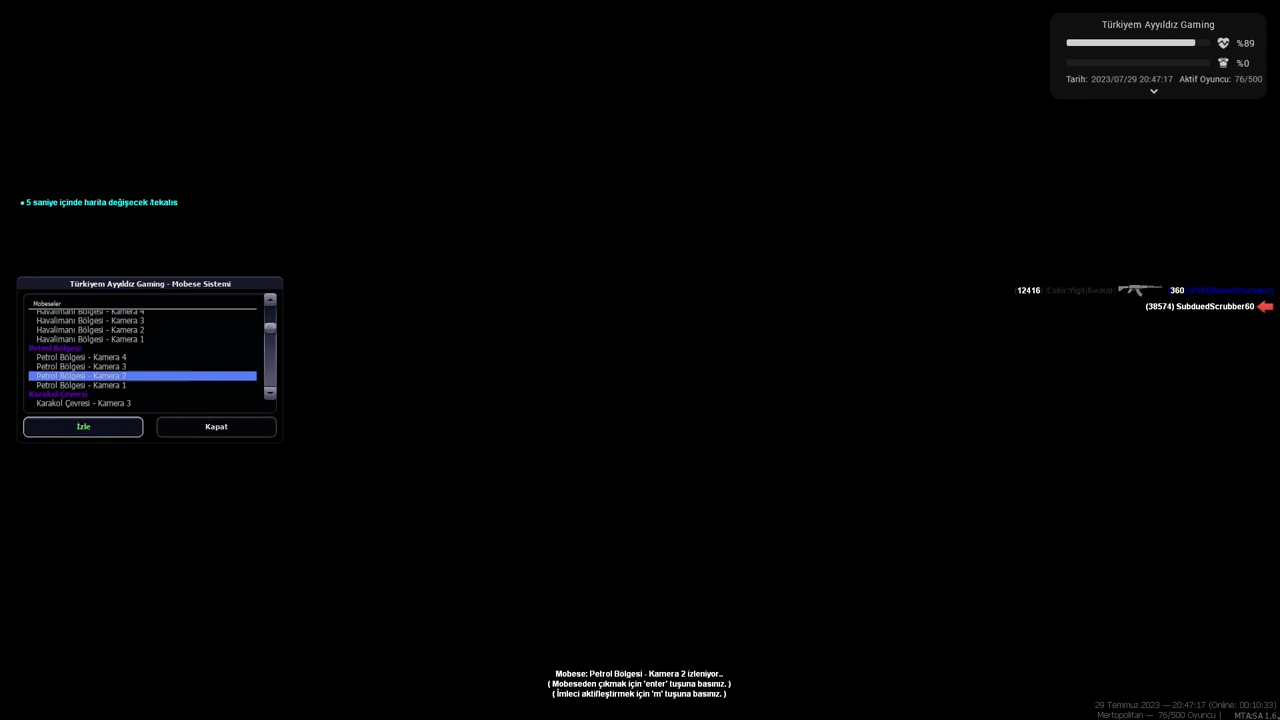 Türkiyem Ayyıldız Gaming
%89
%0
Tarih: 2023/07/29 20:47:17 Aktif Oyuncu: 76/500
● 5 saniye içinde harita değişecek /tekatıs
Türkiyem Ayyıldız Gaming - Mobese Sistemi
Mobeseler
Havalimanı Bölgesi - Kamera 4
Havalimanı Bölgesi - Kamera 3
Havalimanı Bölgesi - Kamera 2
Havalimanı Bölgesi - Kamera 1
Petrol Bölgesi
Petrol Bölgesi - Kamera 4
Petrol Bölgesi - Kamera 3
Petrol Bölgesi - Kamera 2
Petrol Bölgesi - Kamera 1
Karakol Çevresi
Karakol Çevresi - Kamera 3
İzle Kapat
12416 360
(38574) SubduedScrubber60
Mobese: Petrol Bölgesi - Kamera 2 izleniyor..
( Mobeseden çıkmak için 'enter' tuşuna basınız. )
( İmleci aktifleştirmek için 'm' tuşuna basınız. )
29 Temmuz 2023 — 20:47:17 (Online: 00:10:33)
Mertopolitan — 76/500 Oyuncu | MTA:SA 1.6